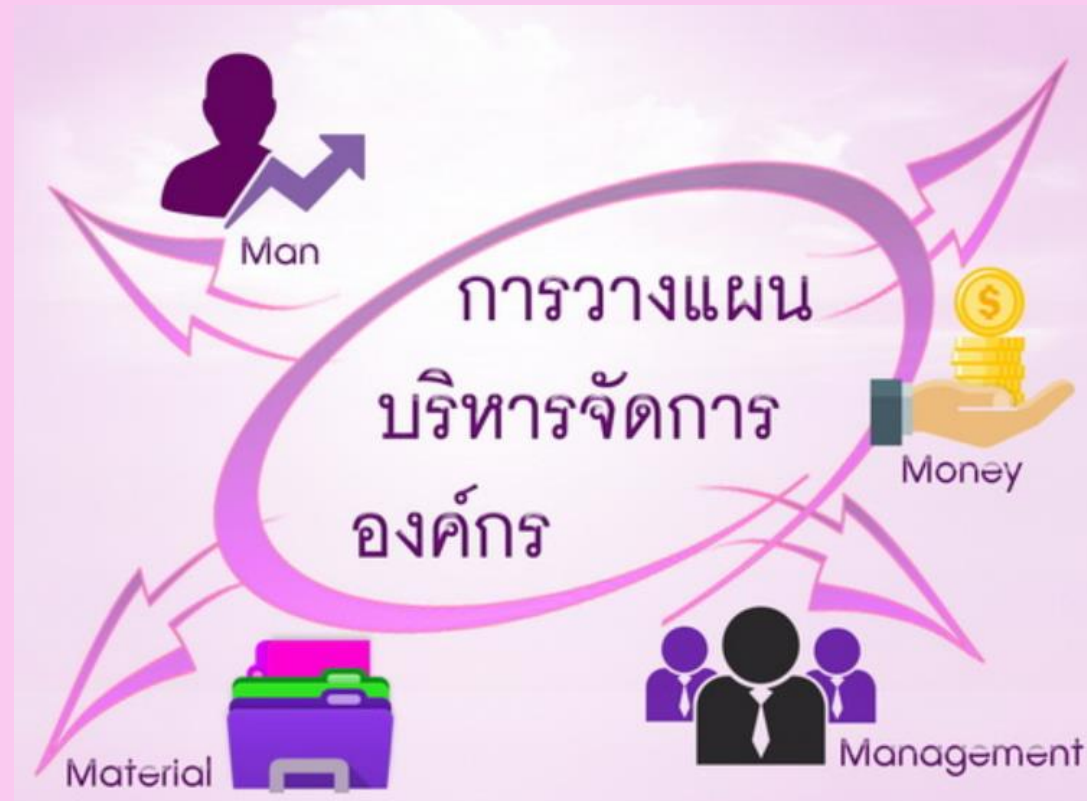 Man
การวางแผน
บริหารจัดการ
องค์กร
Money
Material
Management